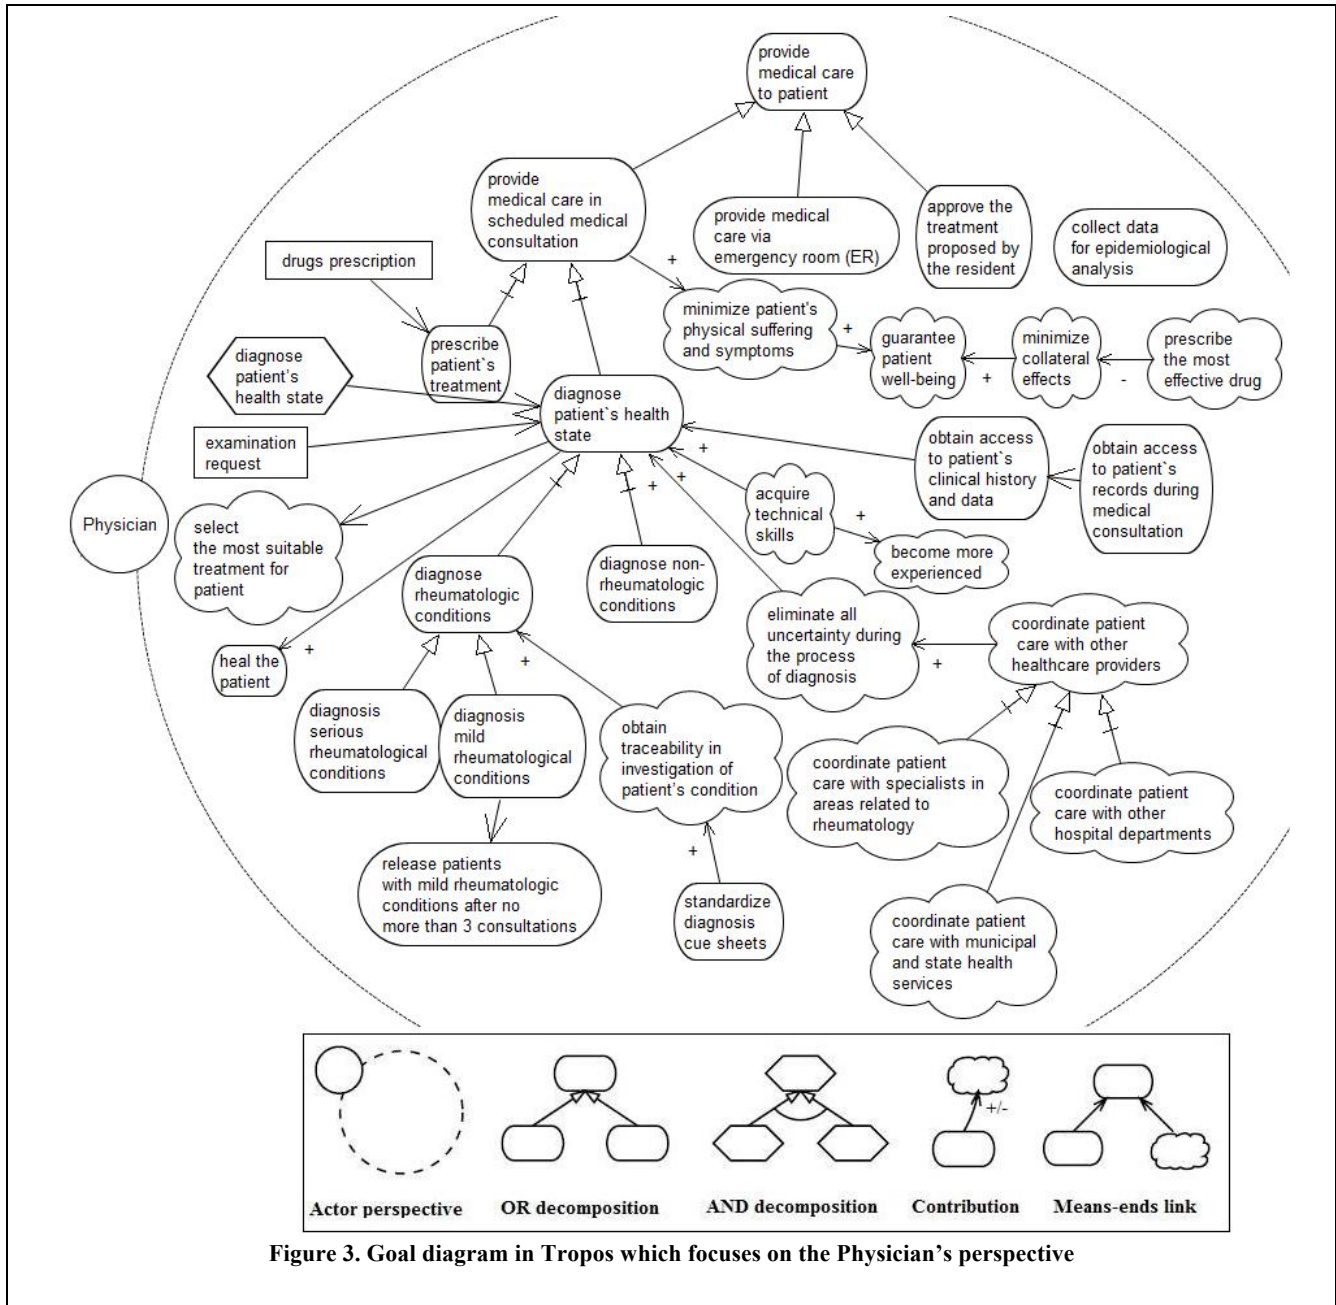 provide
medical care
to patient
provide
medical care in
scheduled medical
consultation
provide medical
care via
emergency room (ER)
approve the
treatment
proposed by
the resident
collect data
for epidemiological
analysis
drugs prescription
+
minimize patient's
physical suffering
and symptoms
+
guarantee
patient
well-being
+
minimize
collateral
effects
-
prescribe
the most
effective drug
diagnose
patient's
health state
prescribe
patient`s
treatment
diagnose
patient`s health
state
examination
request
obtain access
to patient`s
clinical history
and data
obtain access
to patient`s
records during
medical
consultation
+
+
+
acquire
technical
skills
+
become more
experienced
Physician
select
the most suitable
treatment for
patient
diagnose
rheumatologic
conditions
diagnose non-
rheumatologic
conditions
eliminate all
uncertainty during
the process
of diagnosis
+
coordinate patient
care with other
healthcare providers
heal the
patient
+
+
diagnosis
serious
rheumatological
conditions
diagnosis
mild
rheumatological
conditions
obtain
traceability in
investigation of
patient's condition
coordinate patient
care with specialists in
areas related to
rheumatology
coordinate patient
care with other
hospital departments
release patients
with mild rheumatologic
conditions after no
more than 3 consultations
+
standardize
diagnosis
cue sheets
coordinate patient
care with municipal
and state health
services
+/-
Actor perspective
OR decomposition
AND decomposition
Contribution
Means-ends link
Figure 3. Goal diagram in Tropos which focuses on the Physician's perspective